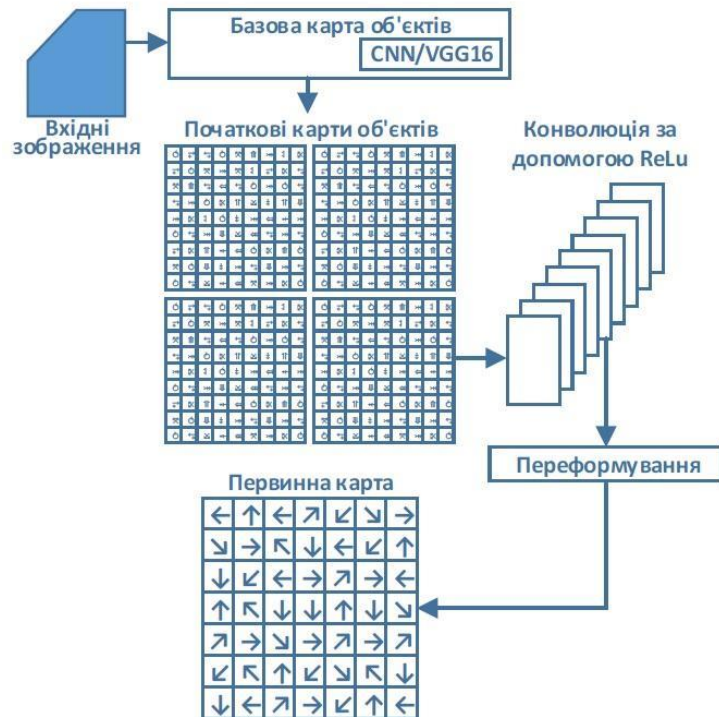 Базова карта об'єктів
CNN/VGG16
Вхідні
зображення
Початкові карти об'єктів
Конволюція за
допомогою ReLu
Переформування
Первинна карта
← ↑ ← ↗ ↙ ↘ →
↘ → ↖ ↓ ← ↙ ↑
↓ ↙ ← → ↗ → ←
↑ ↖ ↓ ↓ ↑ ↓ ↘
↗ → ↘ → ↗ → ↗
↙ ↖ ↑ ↙ ↘ ↖ ↓
↓ ← ↗ → ↙ ↑ ←